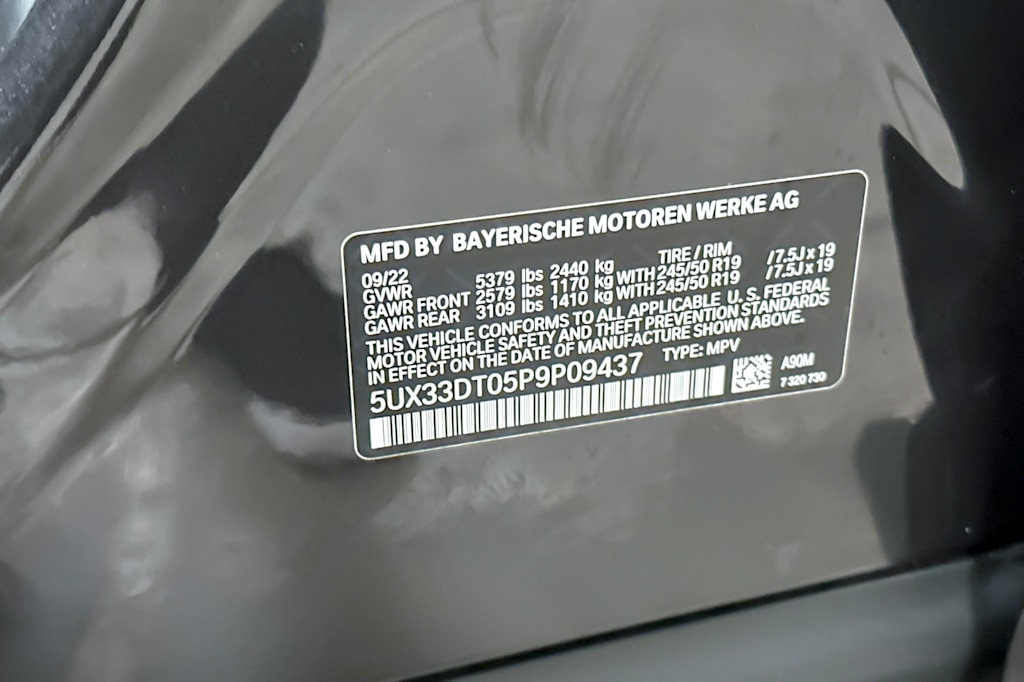 MFD BY BAYERISCHE MOTOREN WERKE AG
09/22 TIRE / RIM
GVWR 5379 lbs 2440 kg
GAWR FRONT 2579 lbs 1170 kg WITH 245/50 R19 / 7.5J x 19
GAWR REAR 3109 lbs 1410 kg WITH 245/50 R19 / 7.5J x 19
THIS VEHICLE CONFORMS TO ALL APPLICABLE U. S. FEDERAL
MOTOR VEHICLE SAFETY AND THEFT PREVENTION STANDARDS
IN EFFECT ON THE DATE OF MANUFACTURE SHOWN ABOVE.
5UX33DT05P9P09437 TYPE: MPV
A90M
7 320 730